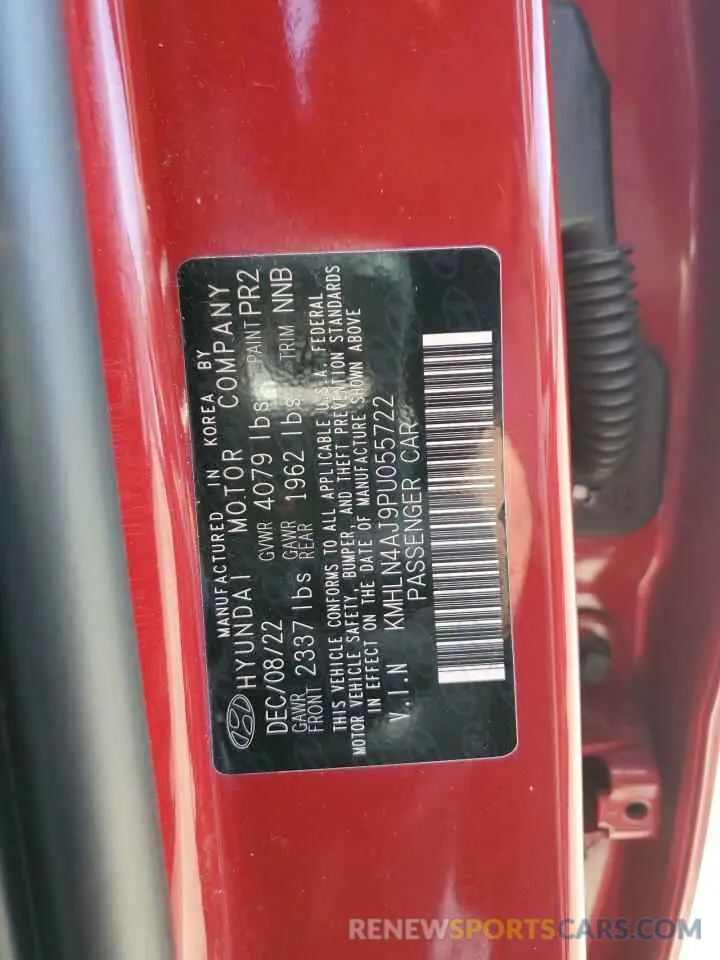 MANUFACTURED IN KOREA BY
HYUNDAI MOTOR COMPANY
DEC/08/22 GVWR 4079 lbs PAINT PR2
GAWR FRONT 2337 lbs GAWR REAR 1962 lbs TRIM NNB
THIS VEHICLE CONFORMS TO ALL APPLICABLE U.S.A. FEDERAL
MOTOR VEHICLE SAFETY, BUMPER, AND THEFT PREVENTION STANDARDS
IN EFFECT ON THE DATE OF MANUFACTURE SHOWN ABOVE
V.I.N KMHLN4AJ9PU055722
PASSENGER CAR
RENEWSPORTSCARS.COM